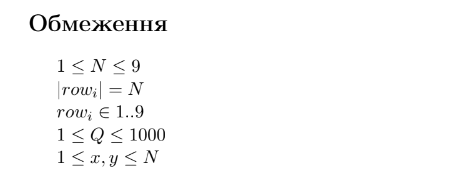 Обмеження
1 ≤ N ≤ 9
|row_i| = N
row_i ∈ 1..9
1 ≤ Q ≤ 1000
1 ≤ x, y ≤ N